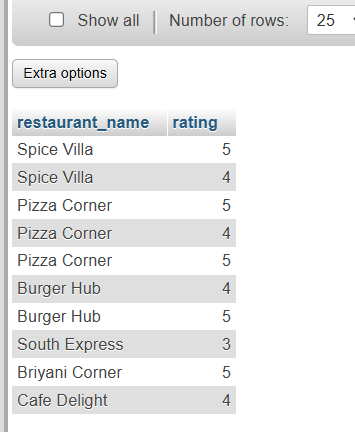 Show all Number of rows: 25
Extra options
restaurant_name rating
Spice Villa 5
Spice Villa 4
Pizza Corner 5
Pizza Corner 4
Pizza Corner 5
Burger Hub 4
Burger Hub 5
South Express 3
Briyani Corner 5
Cafe Delight 4